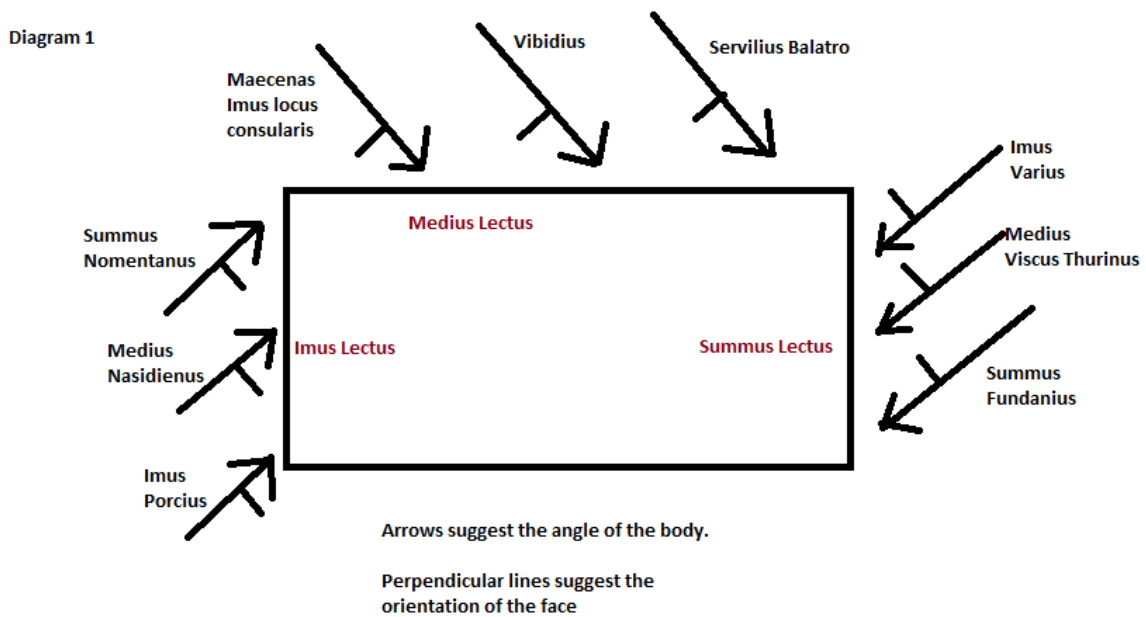 Diagram 1
Maecenas
Imus locus
consularis
Vibidius
Servilius Balatro
Imus
Varius
Medius
Viscus Thurinus
Summus
Fundanius
Summus
Nomentanus
Medius
Nasidienus
Imus
Porcius
Medius Lectus
Imus Lectus
Summus Lectus
Arrows suggest the angle of the body.
Perpendicular lines suggest the
orientation of the face